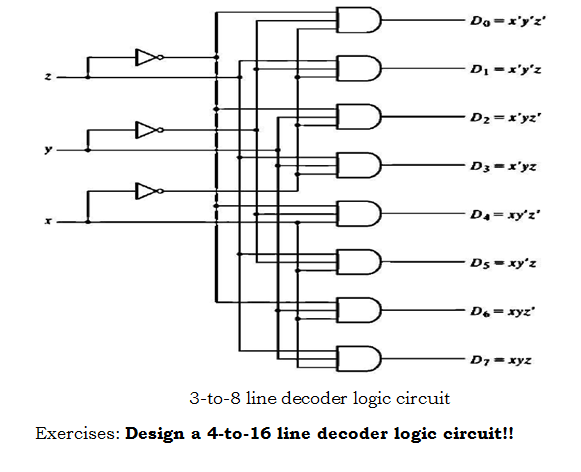 D₀ = x'y'z'
z
D₁ = x'y'z
D₂ = x'yz'
y
D₃ = x'yz
x
D₄ = xy'z'
D₅ = xy'z
D₆ = xyz'
D₇ = xyz
3-to-8 line decoder logic circuit
Exercises: Design a 4-to-16 line decoder logic circuit!!